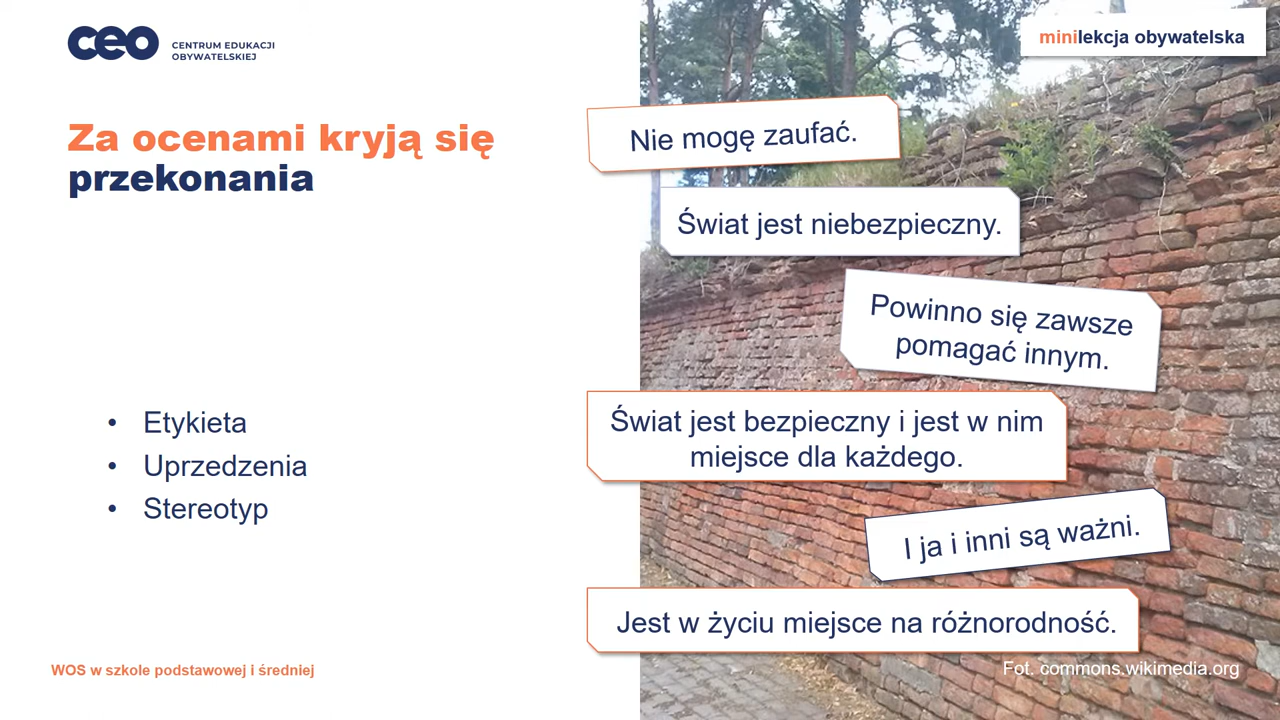 ceo CENTRUM EDUKACJI
OBYWATELSKIEJ
minilekcja obywatelska
Za ocenami kryją się
przekonania
Nie mogę zaufać.
Świat jest niebezpieczny.
Powinno się zawsze
pomagać innym.
Świat jest bezpieczny i jest w nim
miejsce dla każdego.
I ja i inni są ważni.
Jest w życiu miejsce na różnorodność.
• Etykieta
• Uprzedzenia
• Stereotyp
WOS w szkole podstawowej i średniej
Fot. commons.wikimedia.org